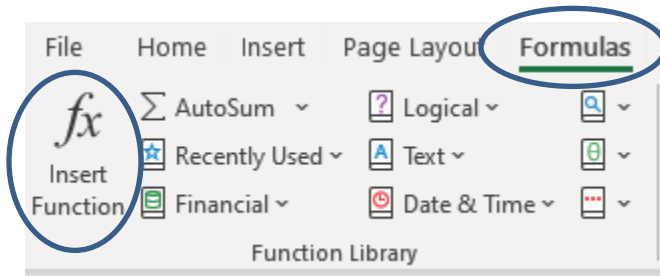 File Home Insert Page Layout Formulas
fx Σ AutoSum ? Logical
Insert Recently Used A Text θ
Function Financial Date & Time
Function Library